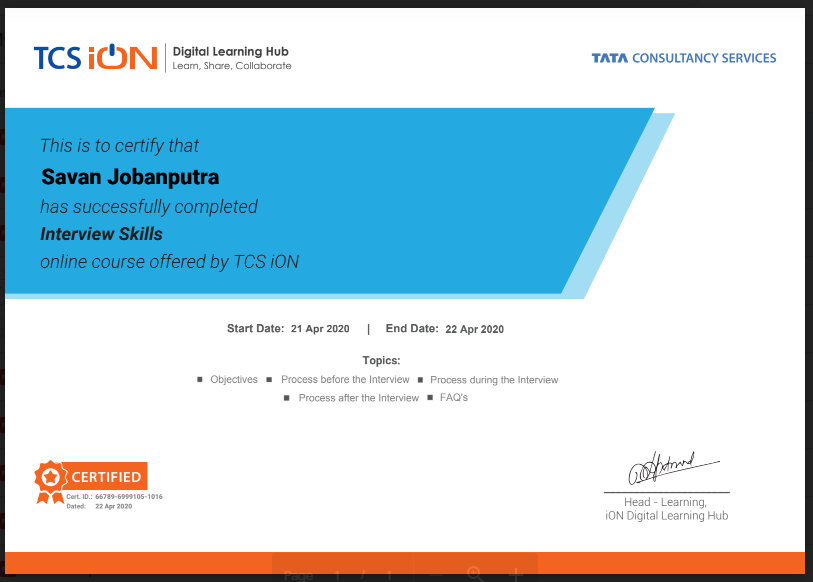 TCS iON
Digital Learning Hub
Learn, Share, Collaborate
TATA CONSULTANCY SERVICES
This is to certify that
Savan Jobanputra
has successfully completed
Interview Skills
online course offered by TCS iON
Start Date: 21 Apr 2020 | End Date: 22 Apr 2020
Topics:
■ Objectives ■ Process before the Interview ■ Process during the Interview
■ Process after the Interview ■ FAQ's
CERTIFIED
Cert. ID.: 66789-6999105-1016
Dated: 22 Apr 2020
Head - Learning,
iON Digital Learning Hub
Page 1 / 1